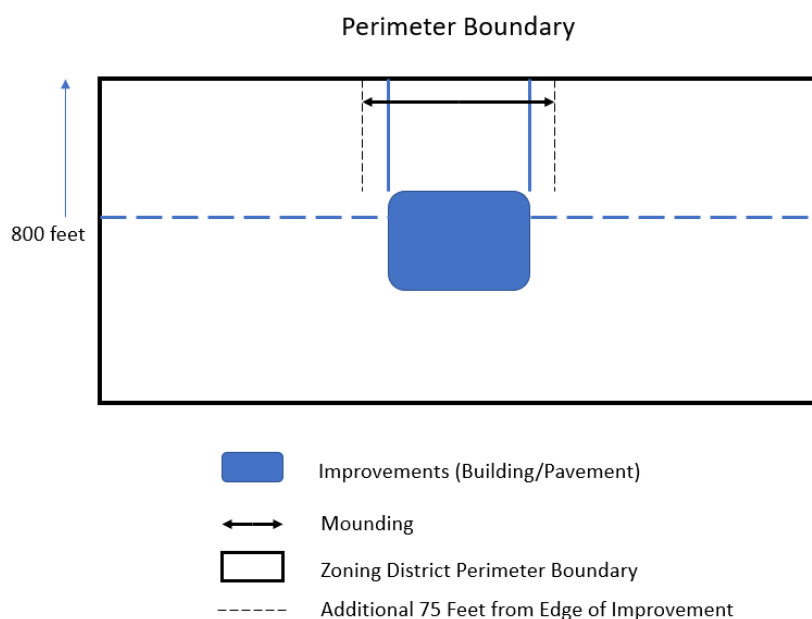 Perimeter Boundary
800 feet
Improvements (Building/Pavement)
Mounding
Zoning District Perimeter Boundary
Additional 75 Feet from Edge of Improvement